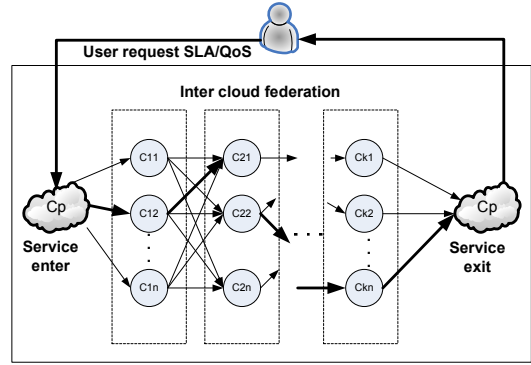 User request SLA/QoS
Inter cloud federation
C11
C21
Ck1
Cp
C12
C22
Ck2
Cp
Service
enter
Service
exit
C1n
C2n
Ckn